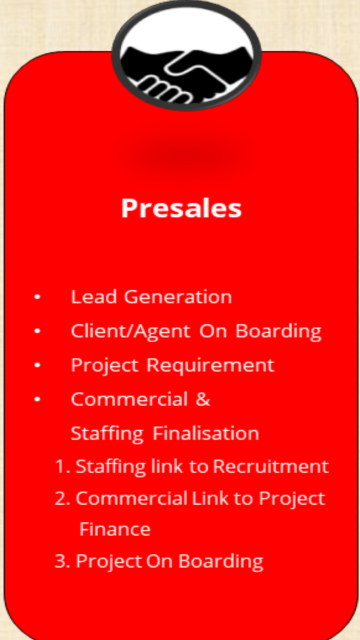 Presales
• Lead Generation
• Client/Agent On Boarding
• Project Requirement
• Commercial &
Staffing Finalisation
1. Staffing link to Recruitment
2. Commercial Link to Project
Finance
3. Project On Boarding